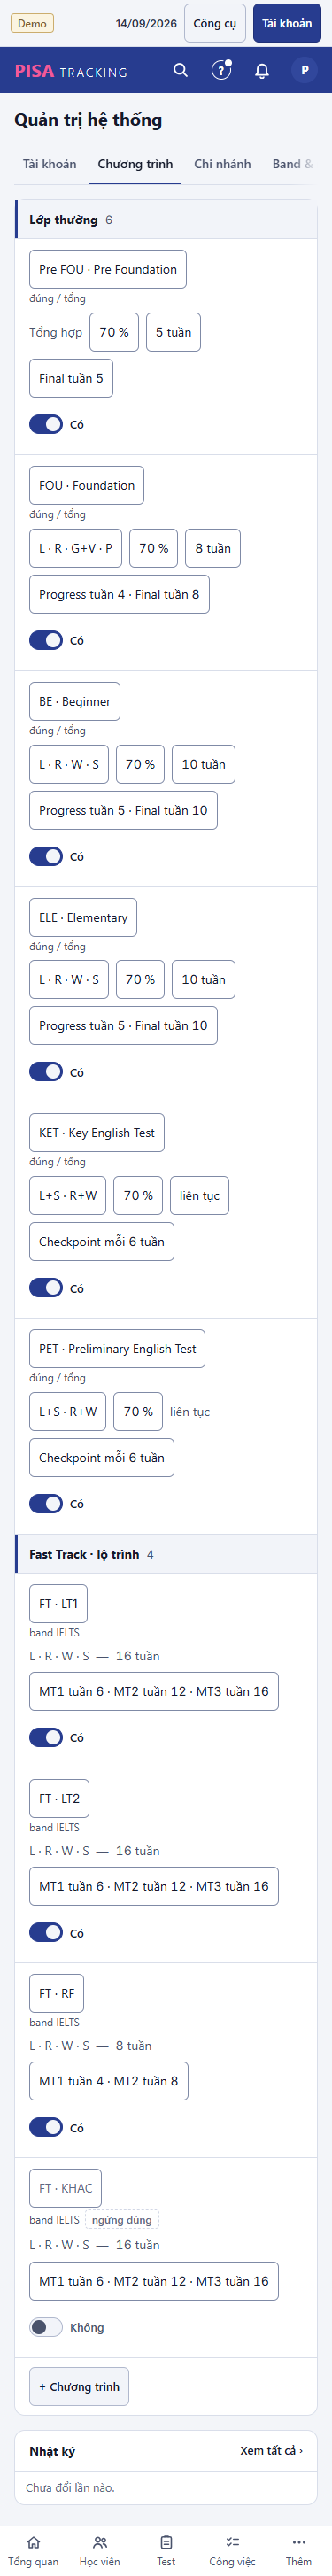 Demo
14/09/2026
Công cụ
Tài khoản
PISA TRACKING
?
P
Quản trị hệ thống
Tài khoản
Chương trình
Chi nhánh
Band &
Lớp thường 6
Pre FOU · Pre Foundation
đúng / tổng
Tổng hợp 70 % 5 tuần
Final tuần 5
Có
FOU · Foundation
đúng / tổng
L · R · G+V · P 70 % 8 tuần
Progress tuần 4 · Final tuần 8
Có
BE · Beginner
đúng / tổng
L · R · W · S 70 % 10 tuần
Progress tuần 5 · Final tuần 10
Có
ELE · Elementary
đúng / tổng
L · R · W · S 70 % 10 tuần
Progress tuần 5 · Final tuần 10
Có
KET · Key English Test
đúng / tổng
L+S · R+W 70 % liên tục
Checkpoint mỗi 6 tuần
Có
PET · Preliminary English Test
đúng / tổng
L+S · R+W 70 % liên tục
Checkpoint mỗi 6 tuần
Có
Fast Track · lộ trình 4
FT · LT1
band IELTS
L · R · W · S — 16 tuần
MT1 tuần 6 · MT2 tuần 12 · MT3 tuần 16
Có
FT · LT2
band IELTS
L · R · W · S — 16 tuần
MT1 tuần 6 · MT2 tuần 12 · MT3 tuần 16
Có
FT · RF
band IELTS
L · R · W · S — 8 tuần
MT1 tuần 4 · MT2 tuần 8
Có
FT · KHAC
band IELTS ngừng dùng
L · R · W · S — 16 tuần
MT1 tuần 6 · MT2 tuần 12 · MT3 tuần 16
Không
+ Chương trình
Nhật ký
Xem tất cả ›
Chưa đổi lần nào.
Tổng quan
Học viên
Test
Công việc
Thêm